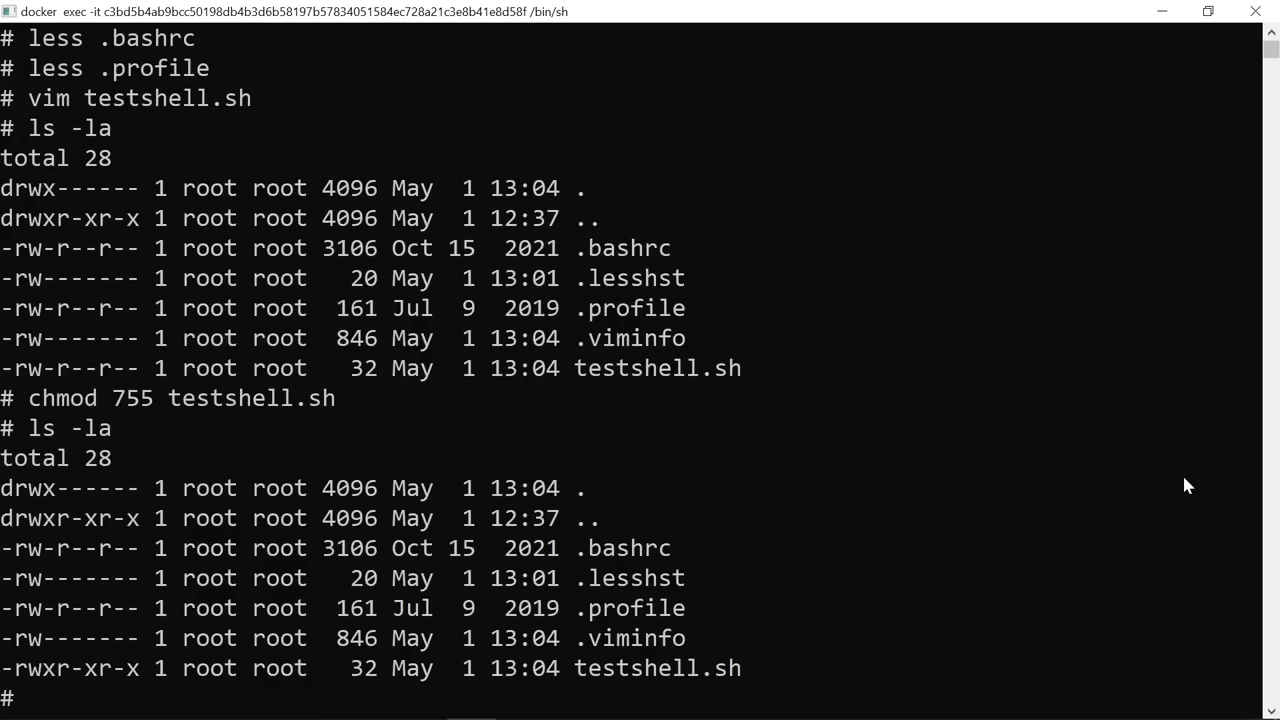 docker exec -it c3bd5b4ab9bcc50198db4b3d6b58197b57834051584ec728a21c3e8b41e8d58f /bin/sh
# less .bashrc
# less .profile
# vim testshell.sh
# ls -la
total 28
drwx------ 1 root root 4096 May  1 13:04 .
drwxr-xr-x 1 root root 4096 May  1 12:37 ..
-rw-r--r-- 1 root root 3106 Oct 15  2021 .bashrc
-rw------- 1 root root   20 May  1 13:01 .lesshst
-rw-r--r-- 1 root root  161 Jul  9  2019 .profile
-rw------- 1 root root  846 May  1 13:04 .viminfo
-rw-r--r-- 1 root root   32 May  1 13:04 testshell.sh
# chmod 755 testshell.sh
# ls -la
total 28
drwx------ 1 root root 4096 May  1 13:04 .
drwxr-xr-x 1 root root 4096 May  1 12:37 ..
-rw-r--r-- 1 root root 3106 Oct 15  2021 .bashrc
-rw------- 1 root root   20 May  1 13:01 .lesshst
-rw-r--r-- 1 root root  161 Jul  9  2019 .profile
-rw------- 1 root root  846 May  1 13:04 .viminfo
-rwxr-xr-x 1 root root   32 May  1 13:04 testshell.sh
#